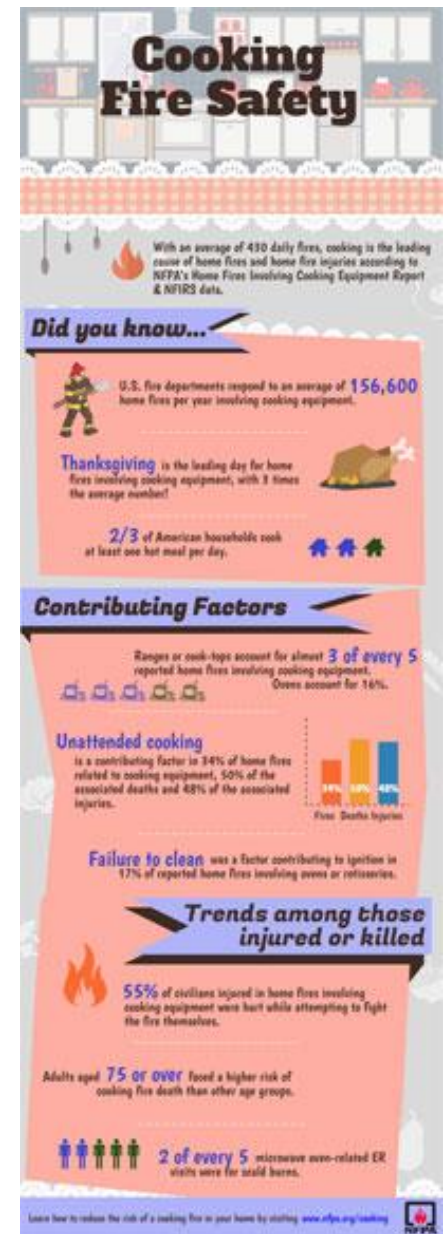 Cooking
Fire Safety
With an average of 430 daily fires, cooking is the leading
cause of home fires and home fire injuries according to
NFPA's Home Fires Involving Cooking Equipment Report
& NFIRS data.
Did you know...
U.S. fire departments respond to an average of 156,600
home fires per year involving cooking equipment.
Thanksgiving is the leading day for home
fires involving cooking equipment, with 3 times
the average number!
2/3 of American households cook
at least one hot meal per day.
Contributing Factors
Ranges or cook-tops account for almost 3 of every 5
reported home fires involving cooking equipment.
Ovens account for 16%.
Unattended cooking
is a contributing factor in 34% of home fires
related to cooking equipment, 50% of the
associated deaths and 48% of the associated
injuries.
34% 50% 48%
Fires Deaths Injuries
Failure to clean was a factor contributing to ignition in
17% of reported home fires involving ovens or rotisseries.
Trends among those
injured or killed
55% of civilians injured in home fires involving
cooking equipment were hurt while attempting to fight
the fire themselves.
Adults aged 75 or over faced a higher risk of
cooking fire death than other age groups.
2 of every 5 microwave oven-related ER
visits were for scald burns.
Learn how to reduce the risk of a cooking fire in your home by visiting www.nfpa.org/cooking
NFPA